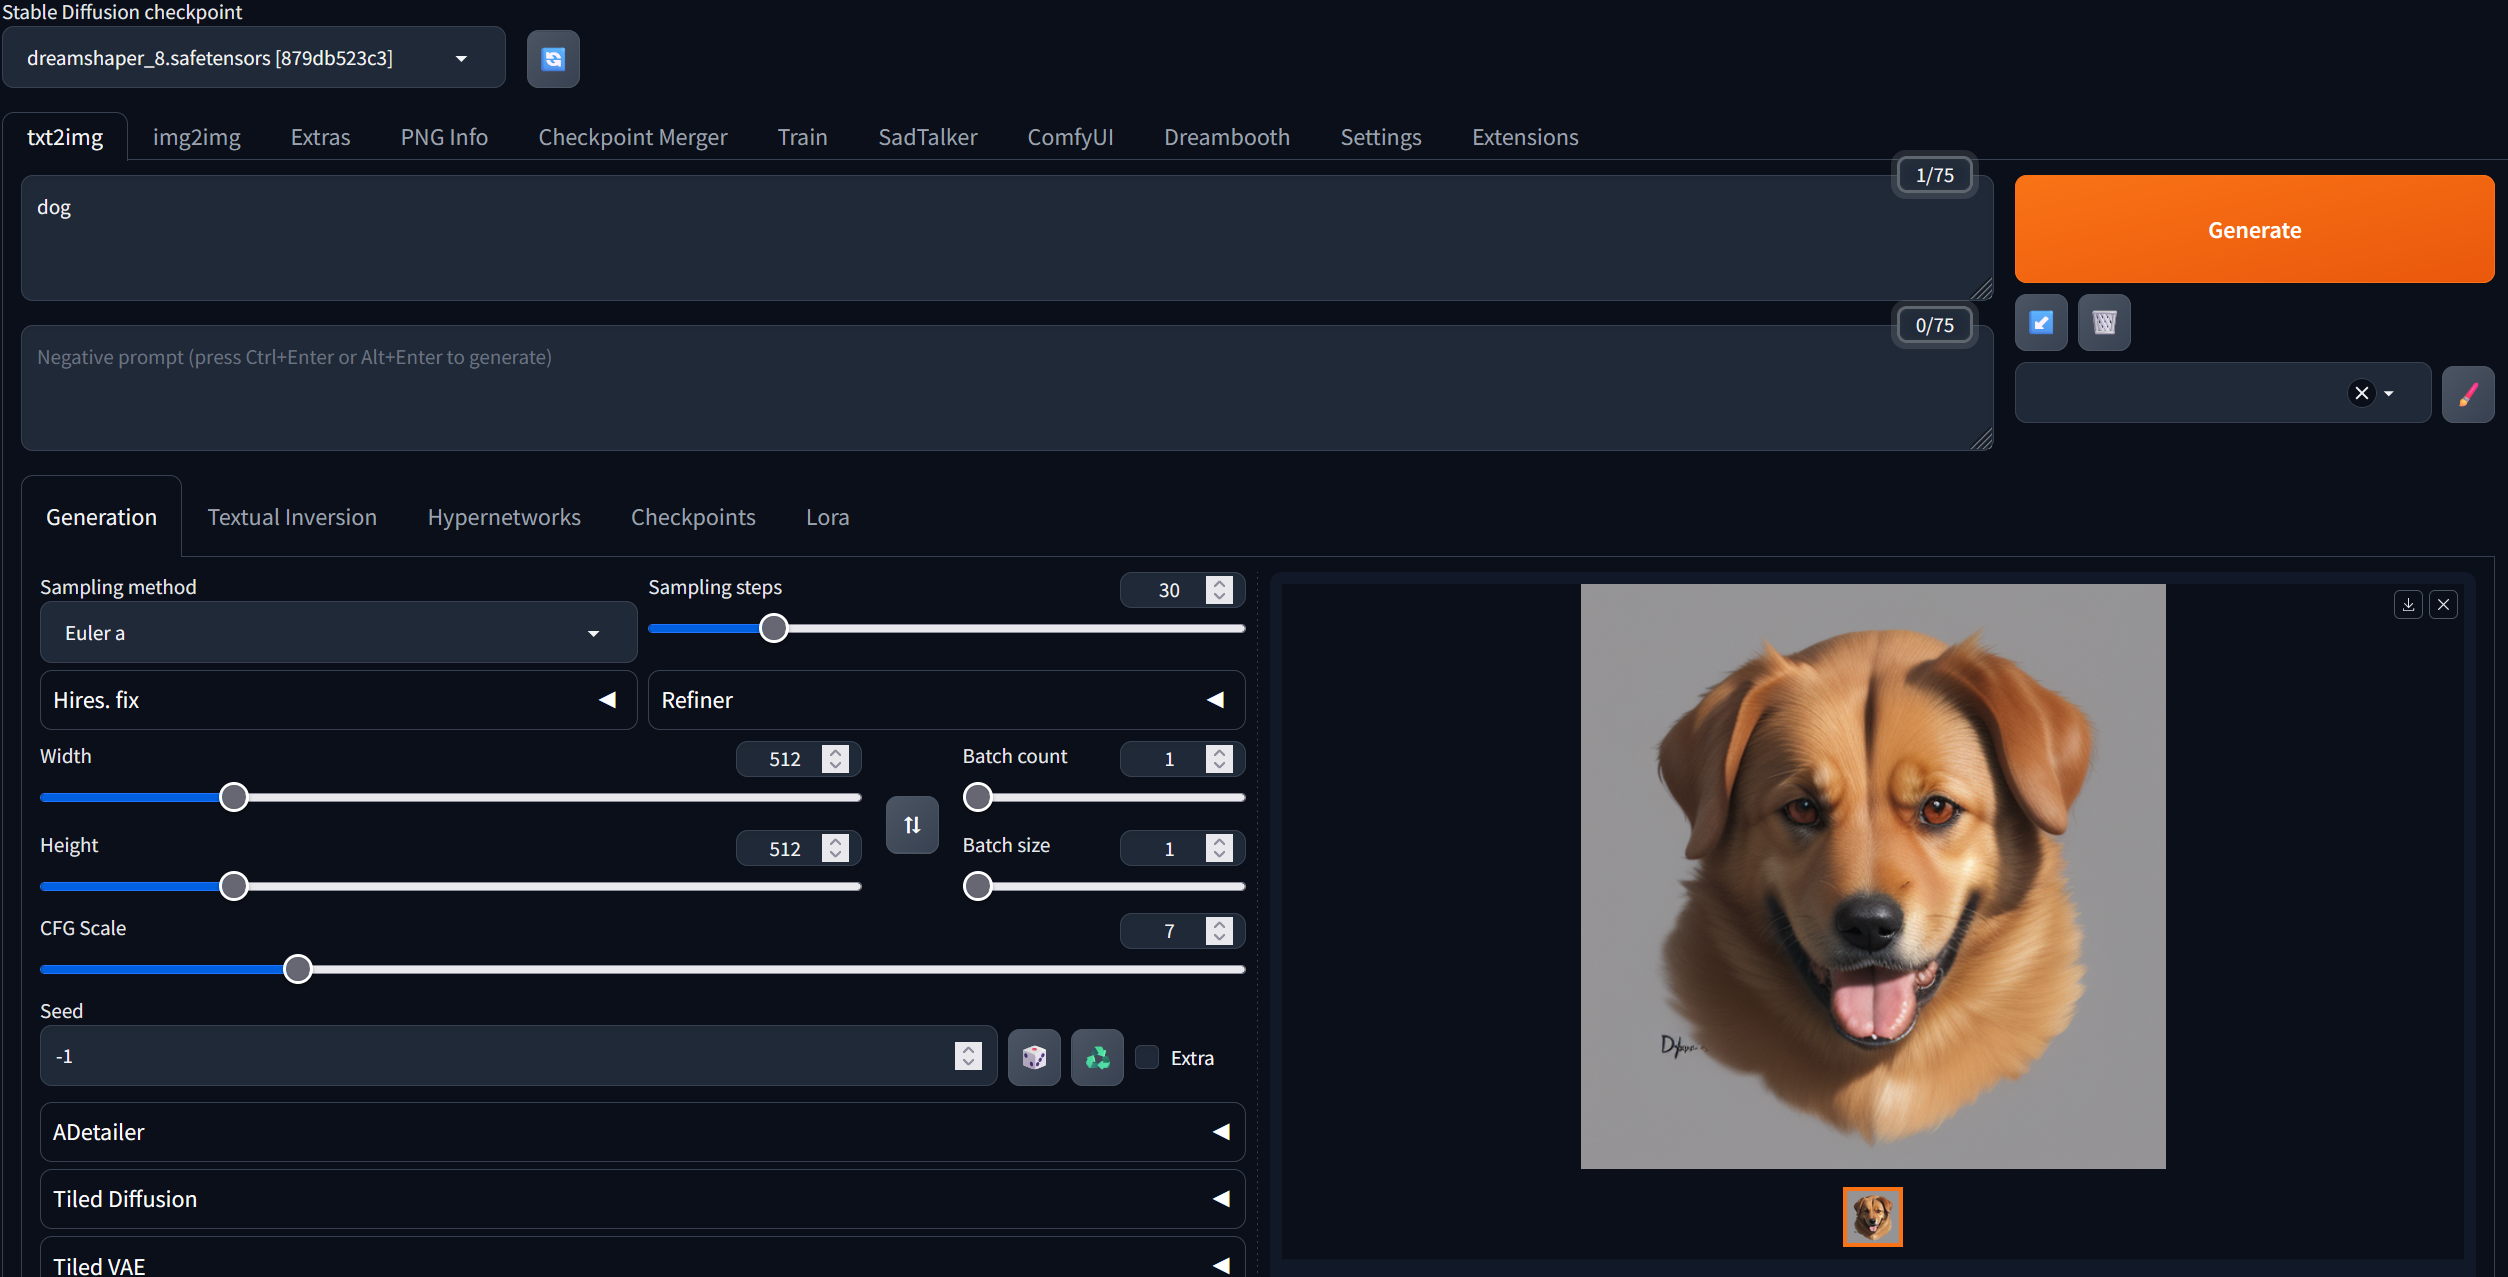 Stable Diffusion checkpoint
dreamshaper_8.safetensors [879db523c3]
txt2img img2img Extras PNG Info Checkpoint Merger Train SadTalker ComfyUI Dreambooth Settings Extensions
1/75
dog
Generate
0/75
Negative prompt (press Ctrl+Enter or Alt+Enter to generate)
Generation Textual Inversion Hypernetworks Checkpoints Lora
Sampling method
Euler a
Sampling steps
30
Hires. fix
Refiner
Width
512
Batch count
1
Height
512
Batch size
1
CFG Scale
7
Seed
-1
Extra
ADetailer
Tiled Diffusion
Tiled VAE